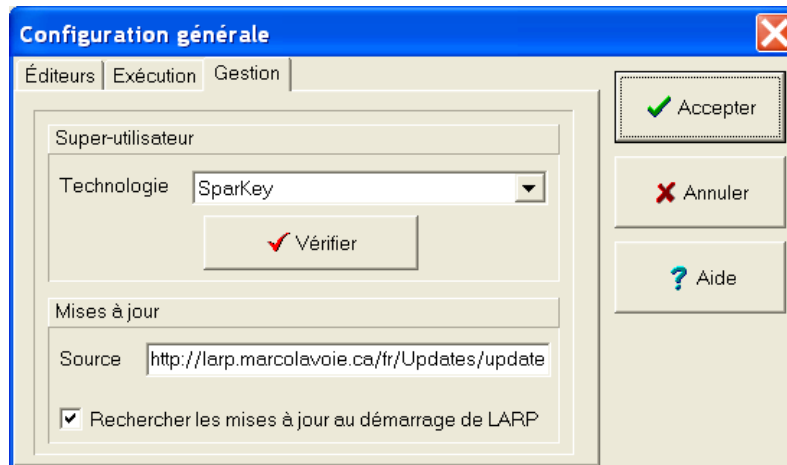 Configuration générale
Éditeurs Exécution Gestion
Super-utilisateur
Technologie SparKey
Vérifier
Mises à jour
Source http://larp.marcolavoie.ca/fr/Updates/update
Rechercher les mises à jour au démarrage de LARP
Accepter
Annuler
? Aide